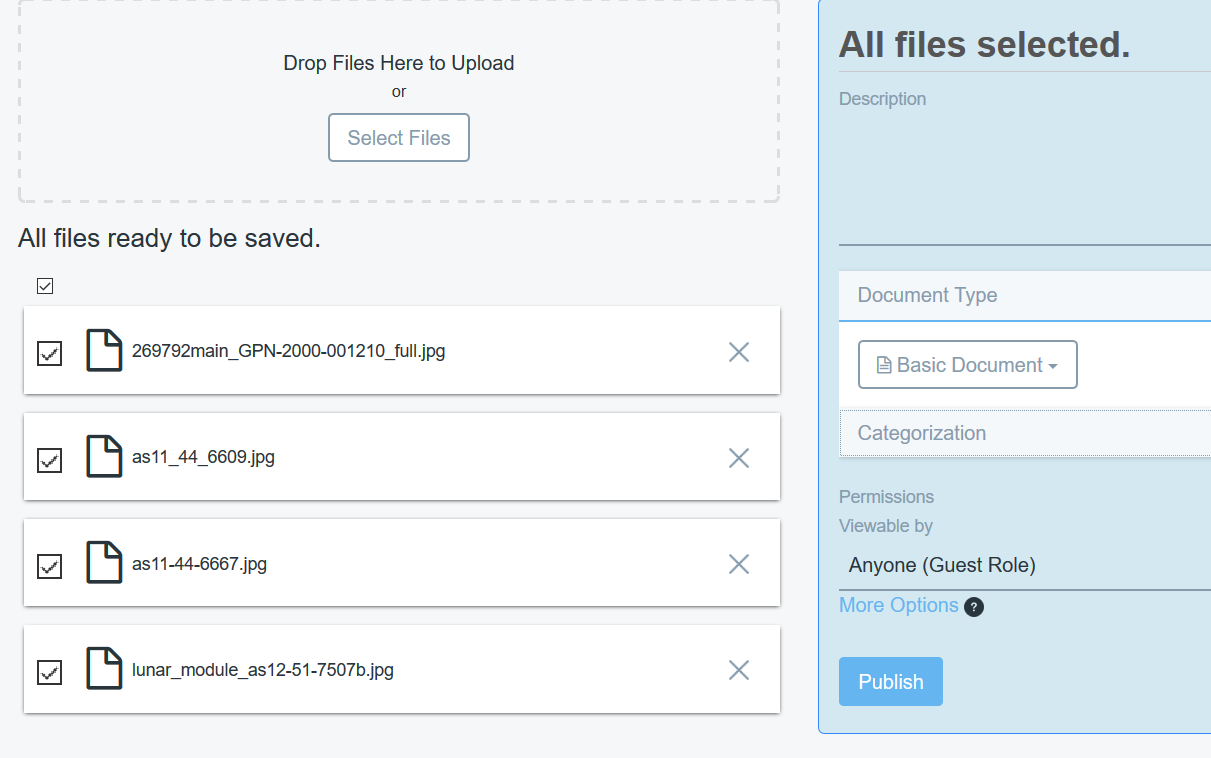 Drop Files Here to Upload
or
Select Files
All files ready to be saved.
269792main_GPN-2000-001210_full.jpg
as11_44_6609.jpg
as11-44-6667.jpg
lunar_module_as12-51-7507b.jpg
All files selected.
Description
Document Type
Basic Document
Categorization
Permissions
Viewable by
Anyone (Guest Role)
More Options ?
Publish